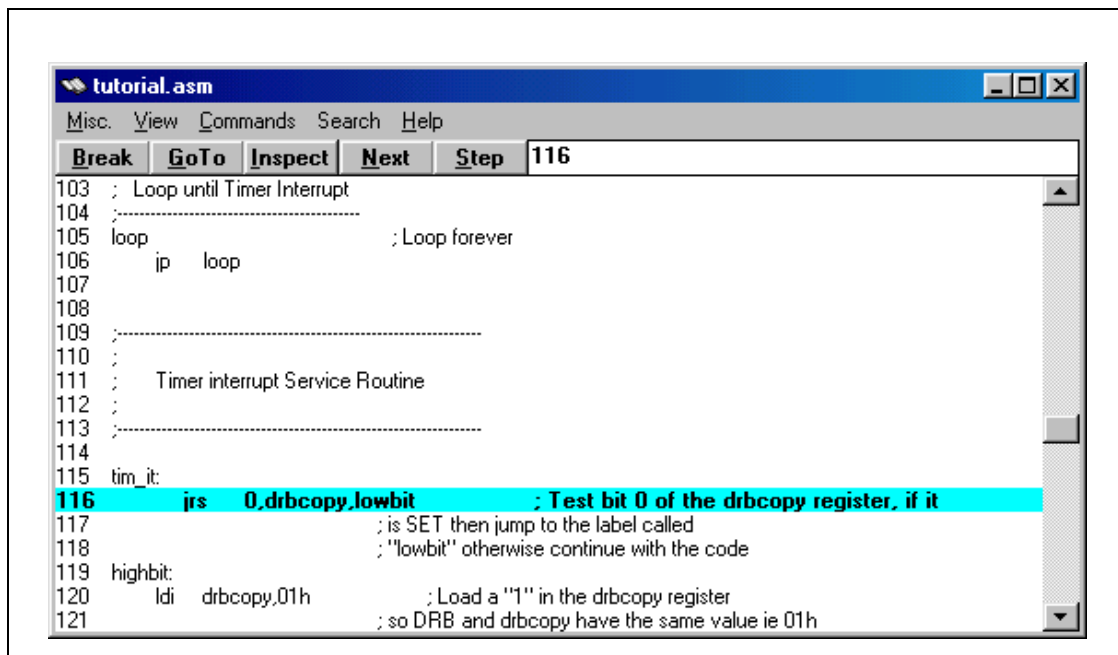 tutorial.asm
Misc. View Commands Search Help
Break GoTo Inspect Next Step 116
103 ; Loop until Timer Interrupt
104 ;--------------------------------------------
105 loop ; Loop forever
106 jp loop
107
108
109 ;------------------------------------------------------------------
110 ;
111 ; Timer interrupt Service Routine
112 ;
113 ;------------------------------------------------------------------
114
115 tim_it:
116 jrs 0,drbcopy,lowbit ; Test bit 0 of the drbcopy register, if it
117 ; is SET then jump to the label called
118 ; "lowbit" otherwise continue with the code
119 highbit:
120 ldi drbcopy,01h ; Load a "1" in the drbcopy register
121 ; so DRB and drbcopy have the same value ie 01h